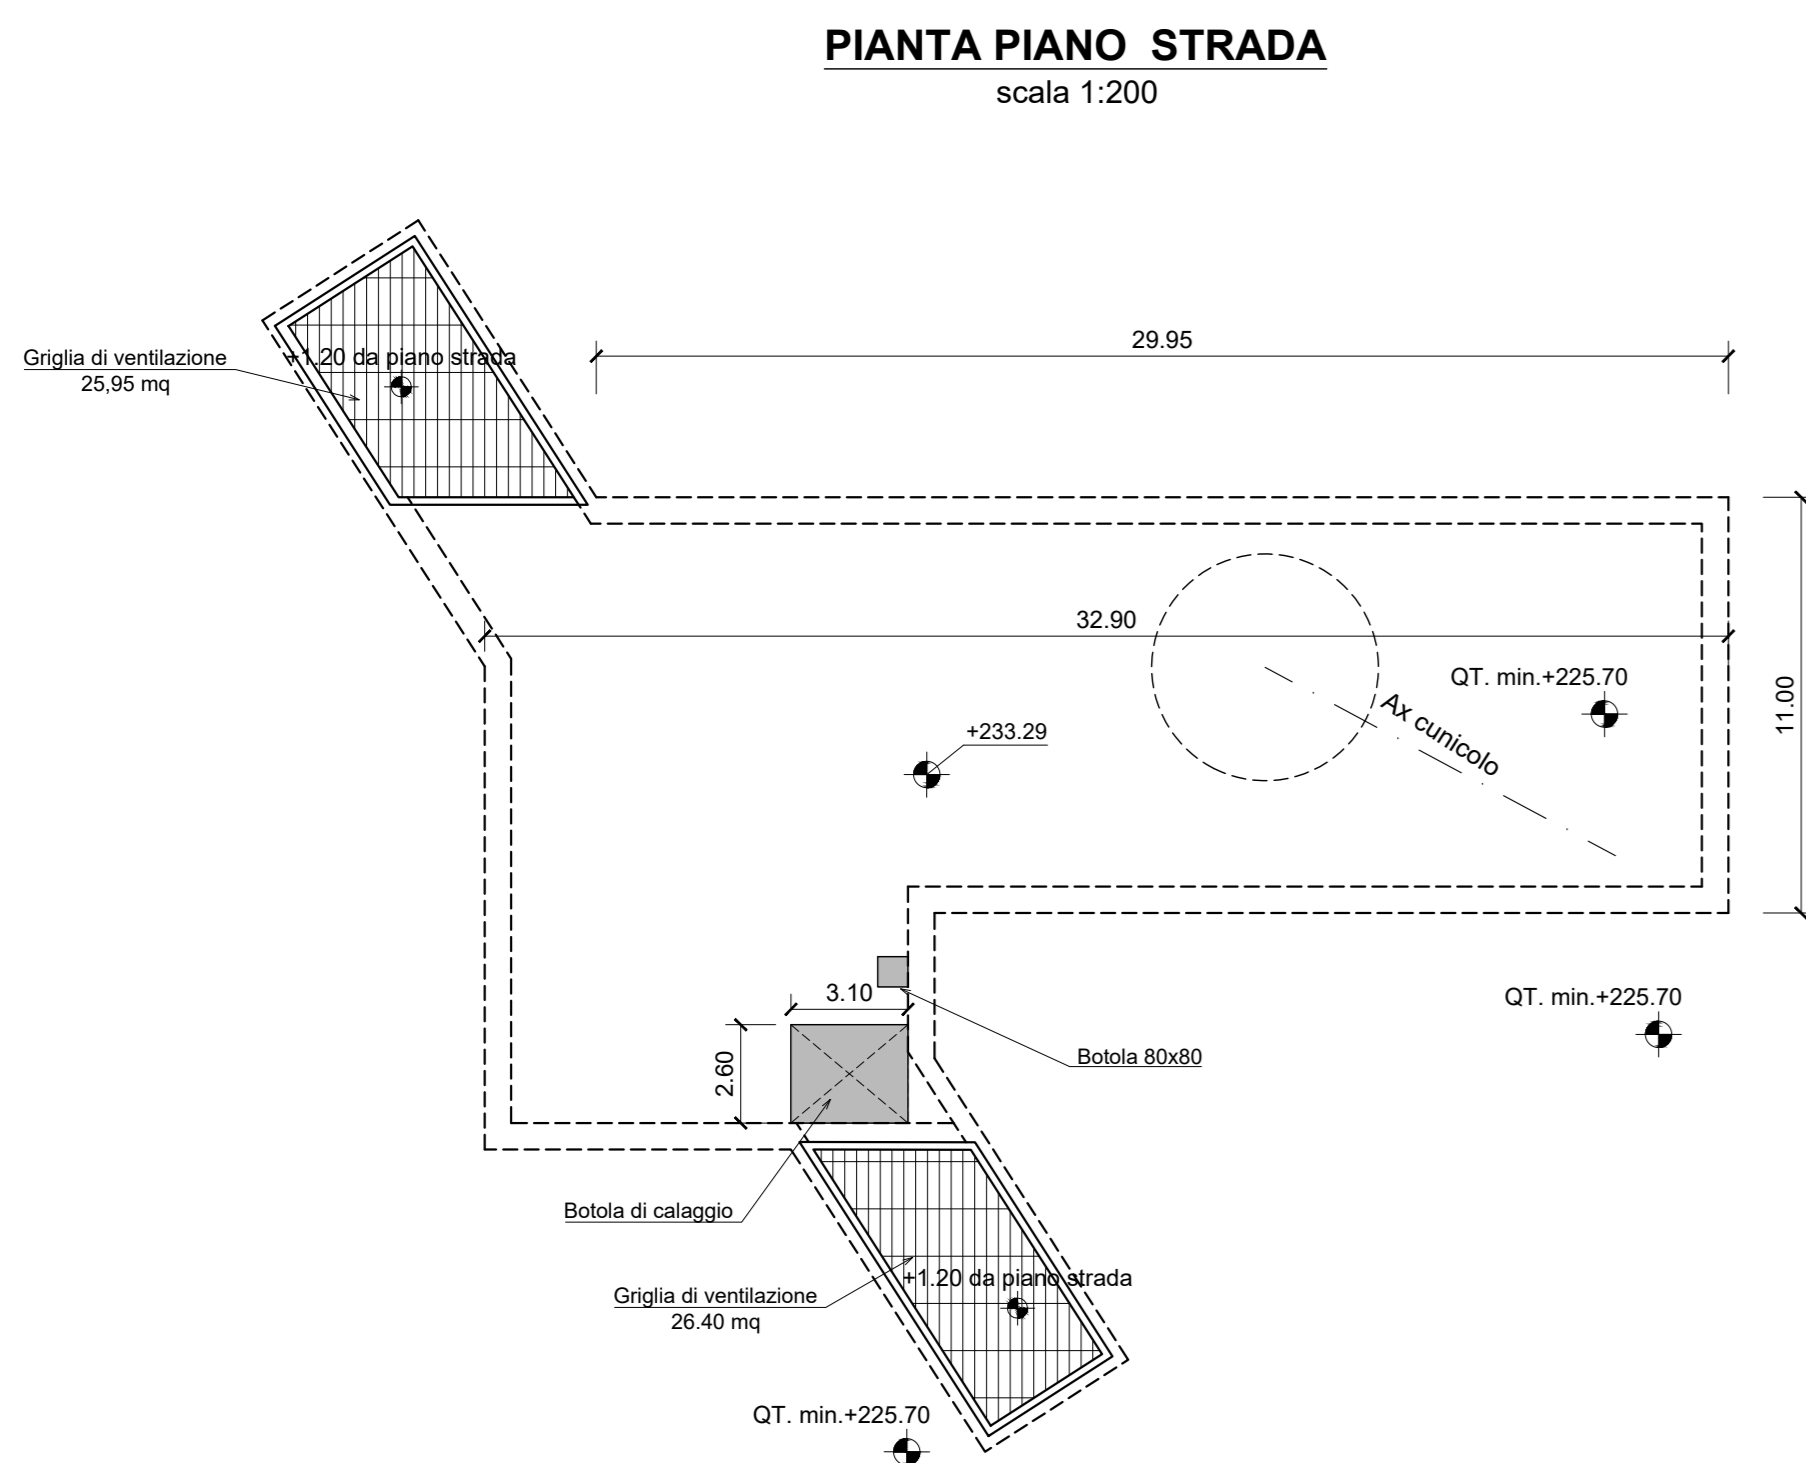 PIANTA PIANO STRADA
scala 1:200
29.95
Griglia di ventilazione
25,95 mq
+1.20 da piano strada
32.90
QT. min.+225.70
11.00
Ax cunicolo
+233.29
3.10
QT. min.+225.70
2.60
Botola 80x80
Botola di calaggio
+1.20 da piano strada
Griglia di ventilazione
26.40 mq
QT. min.+225.70